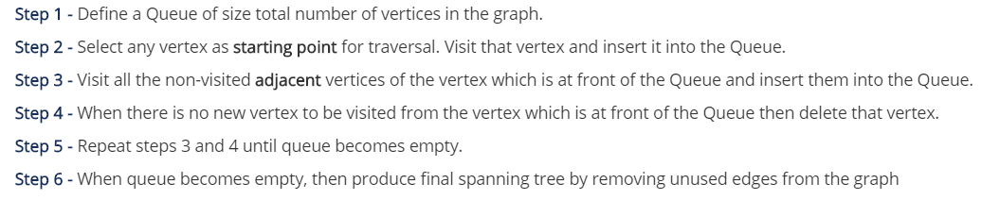 Step 1 - Define a Queue of size total number of vertices in the graph.
Step 2 - Select any vertex as starting point for traversal. Visit that vertex and insert it into the Queue.
Step 3 - Visit all the non-visited adjacent vertices of the vertex which is at front of the Queue and insert them into the Queue.
Step 4 - When there is no new vertex to be visited from the vertex which is at front of the Queue then delete that vertex.
Step 5 - Repeat steps 3 and 4 until queue becomes empty.
Step 6 - When queue becomes empty, then produce final spanning tree by removing unused edges from the graph